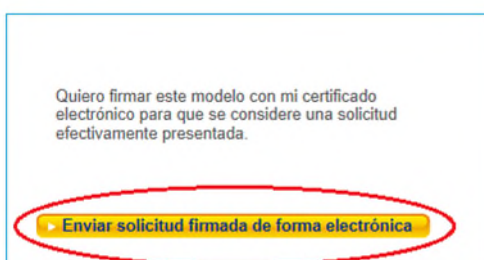 Quiero firmar este modelo con mi certificado
electrónico para que se considere una solicitud
efectivamente presentada.
Enviar solicitud firmada de forma electrónica